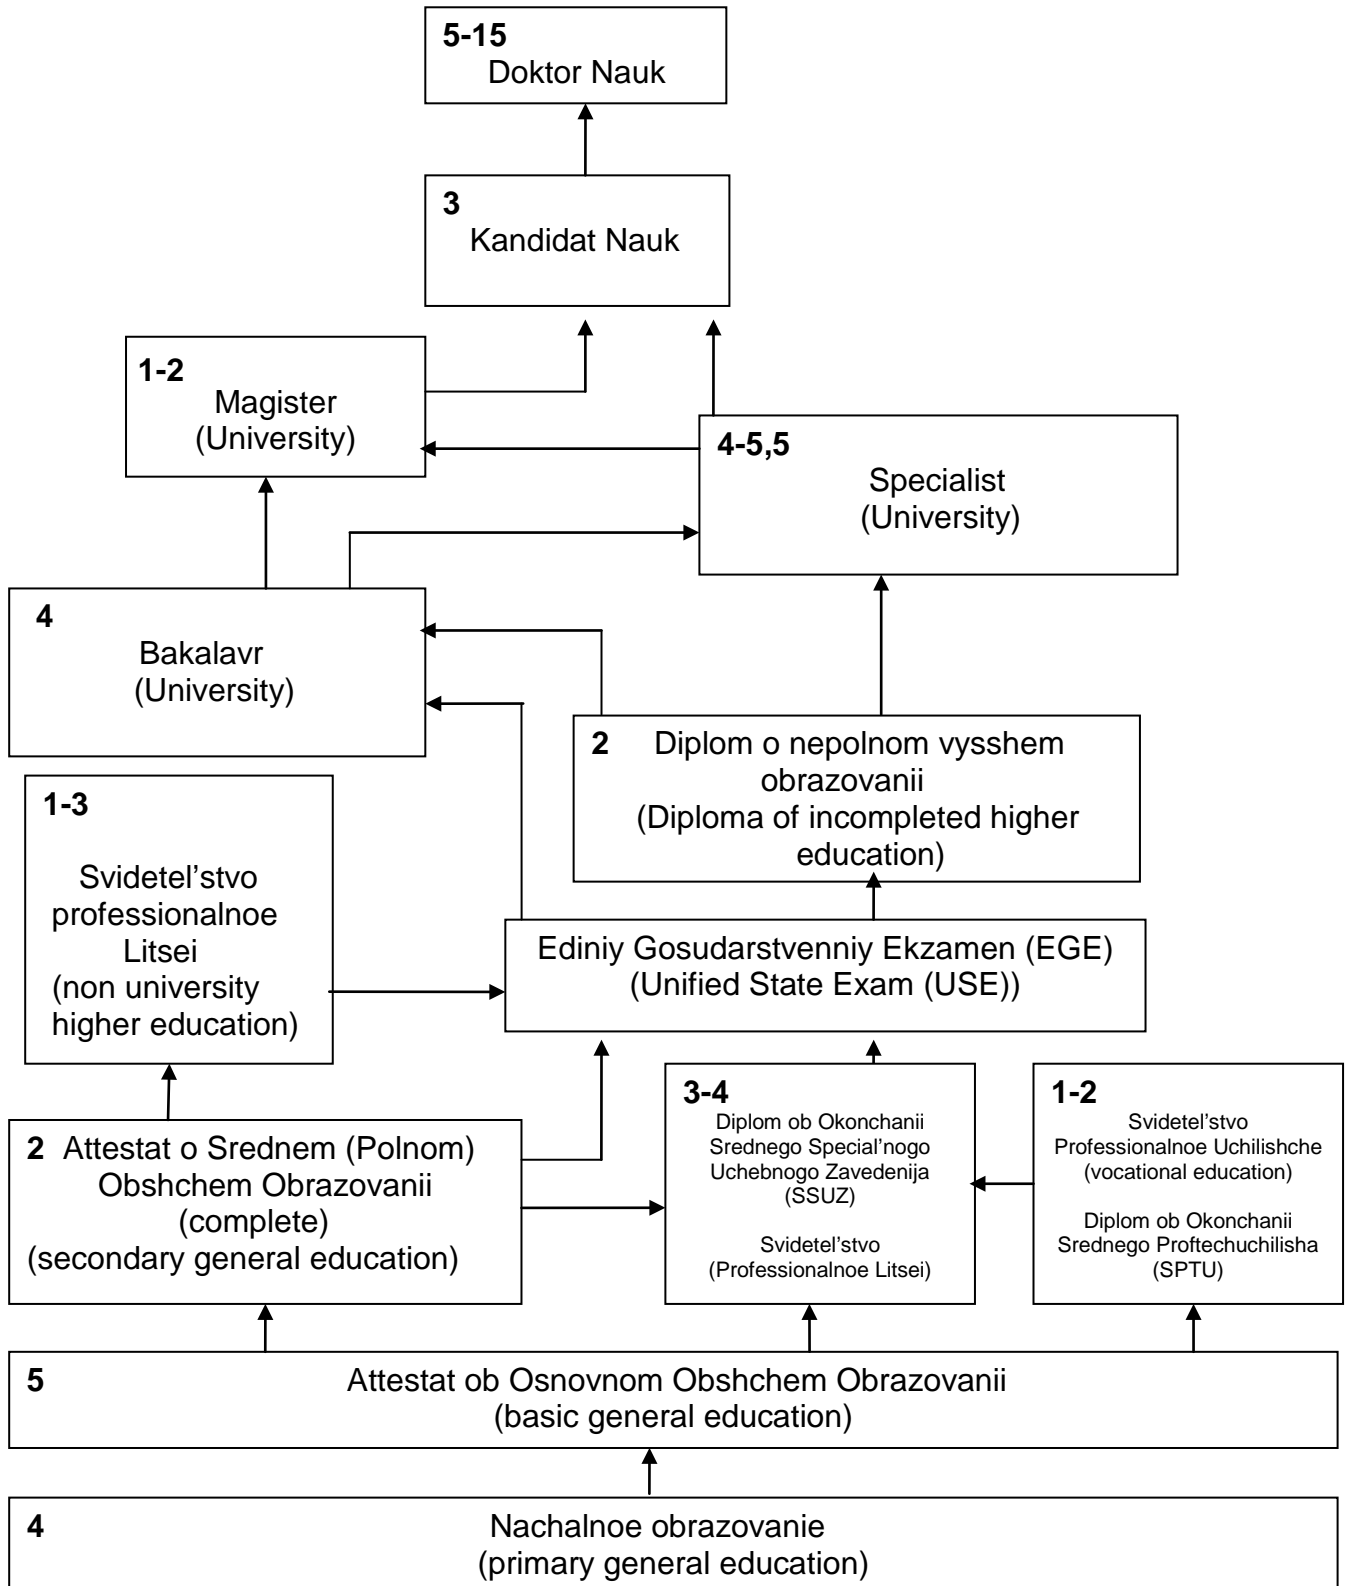 5-15
Doktor Nauk
3
Kandidat Nauk
1-2
Magister
(University)
4-5,5
Specialist
(University)
4
Bakalavr
(University)
2 Diplom o nepolnom vysshem
obrazovanii
(Diploma of incompleted higher
education)
1-3
Svidetel’stvo
professionalnoe
Litsei
(non university
higher education)
Ediniy Gosudarstvenniy Ekzamen (EGE)
(Unified State Exam (USE))
2 Attestat o Srednem (Polnom)
Obshchem Obrazovanii
(complete)
(secondary general education)
3-4
Diplom ob Okonchanii
Srednego Special’nogo
Uchebnogo Zavedenija
(SSUZ)
Svidetel’stvo
(Professionalnoe Litsei)
1-2
Svidetel’stvo
Professionalnoe Uchilishche
(vocational education)
Diplom ob Okonchanii
Srednego Proftechuchilisha
(SPTU)
5 Attestat ob Osnovnom Obshchem Obrazovanii
(basic general education)
4 Nachalnoe obrazovanie
(primary general education)